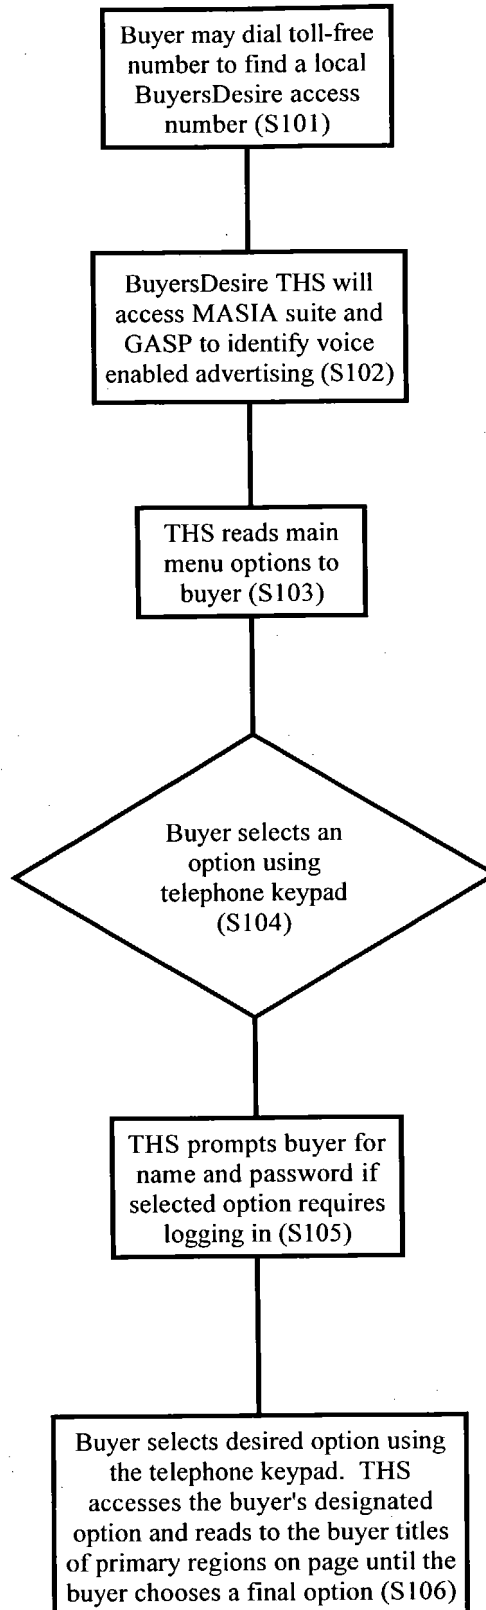 Buyer may dial toll-free
number to find a local
BuyersDesire access
number (S101)
BuyersDesire THS will
access MASIA suite and
GASP to identify voice
enabled advertising (S102)
THS reads main
menu options to
buyer (S103)
Buyer selects an
option using
telephone keypad
(S104)
THS prompts buyer for
name and password if
selected option requires
logging in (S105)
Buyer selects desired option using
the telephone keypad.  THS
accesses the buyer's designated
option and reads to the buyer titles
of primary regions on page until the
buyer chooses a final option (S106)